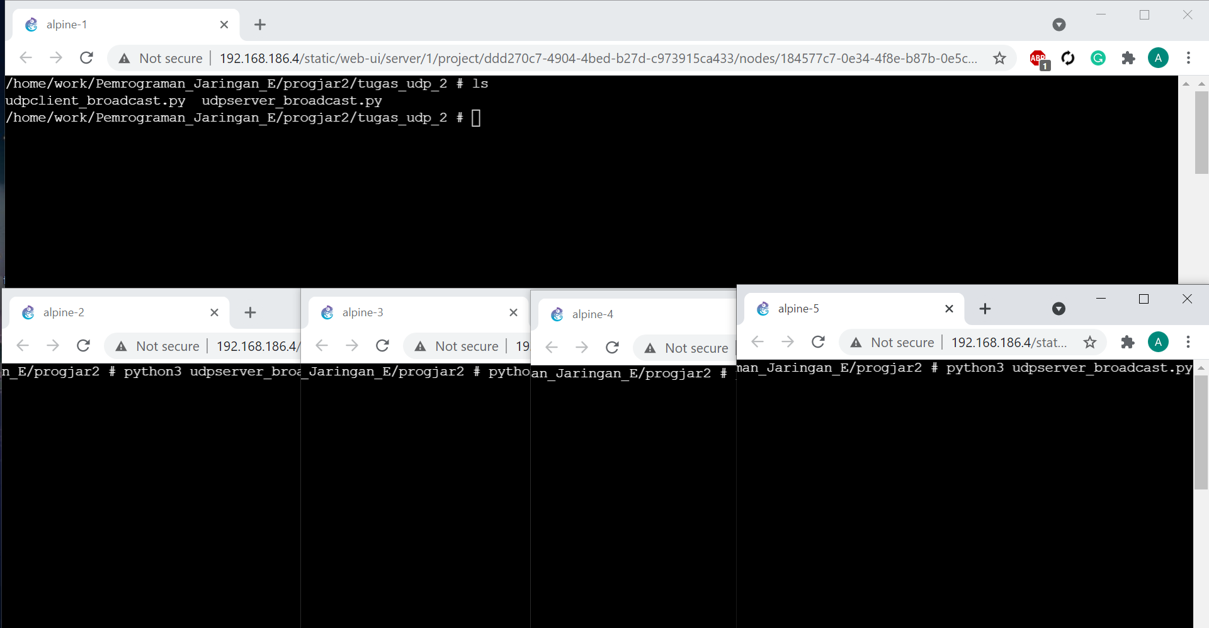 alpine-1
Not secure | 192.168.186.4/static/web-ui/server/1/project/ddd270c7-4904-4bed-b27d-c973915ca433/nodes/184577c7-0e34-4f8e-b87b-0e5c...
ABP
1
G
A
/home/work/Pemrograman_Jaringan_E/progjar2/tugas_udp_2 # ls
udpclient_broadcast.py  udpserver_broadcast.py
/home/work/Pemrograman_Jaringan_E/progjar2/tugas_udp_2 #
alpine-2
Not secure | 192.168.186.4/
n_E/progjar2 # python3 udpserver_broa
alpine-3
Not secure | 19
_Jaringan_E/progjar2 # pytho
alpine-4
Not secure
an_Jaringan_E/progjar2 #
alpine-5
Not secure | 192.168.186.4/stat...
A
man_Jaringan_E/progjar2 # python3 udpserver_broadcast.py